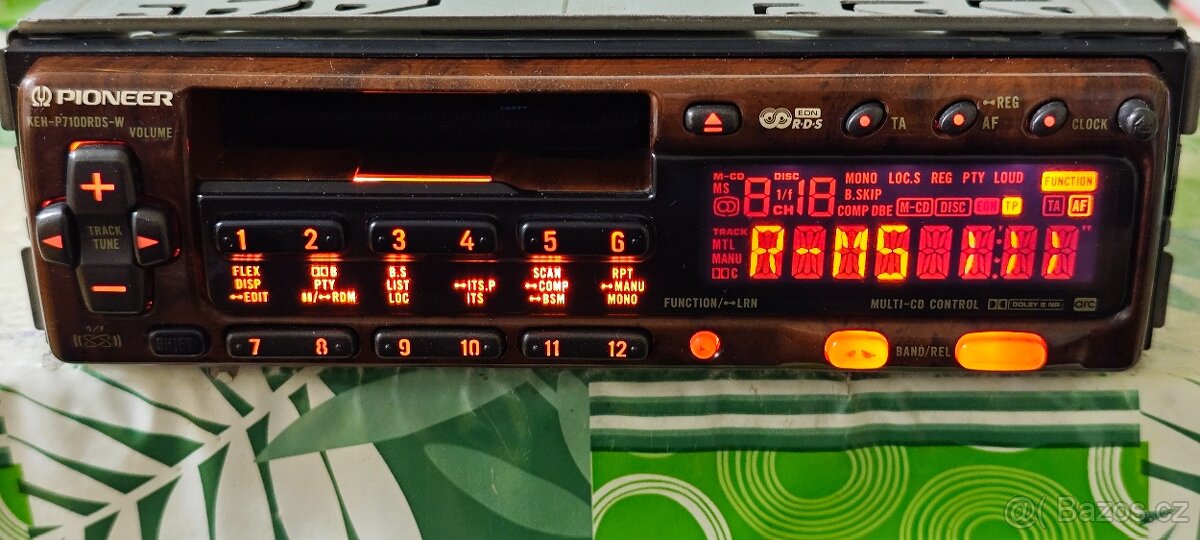 PIONEER
KEH-P7100RDS-W
VOLUME
+
TRACK
TUNE
−
1 2 3 4 5 6
FLEX
DISP
EDIT
B
PTY
RDM
B.S
LIST
LOC
ITS.P
ITS
SCAN
COMP
BSM
RPT
MANU
MONO
7 8 9 10 11 12
EON
R·D·S
TA
REG
AF
CLOCK
M-CD DISC MONO LOC.S REG PTY LOUD FUNCTION
MS 1/f B.SKIP
CH COMP DBE M-CD DISC EON TP TA AF
TRACK
MTL
MANU
C
R-MS
FUNCTION/ LRN
MULTI-CD CONTROL
DOLBY B NR
BAND/REL
Bazos.cz